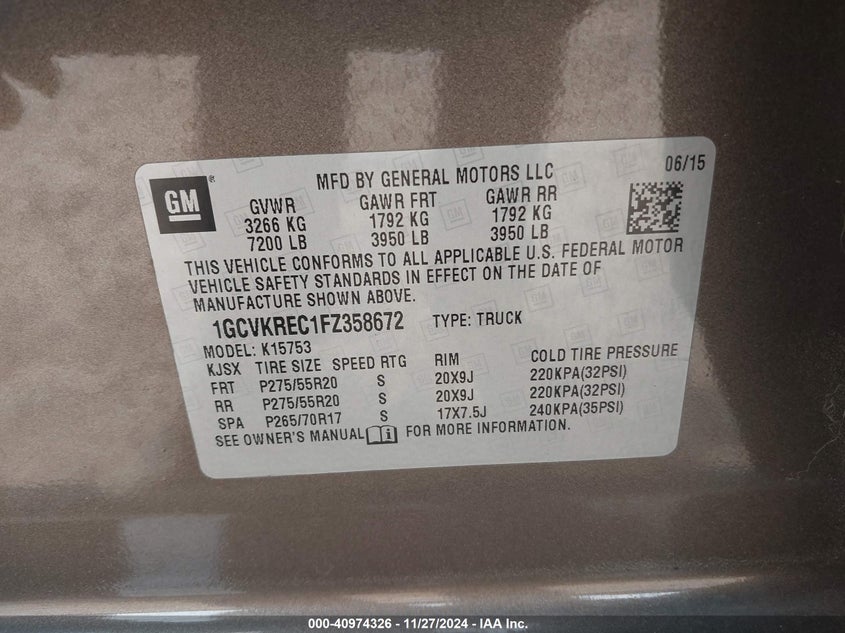 GM
MFD BY GENERAL MOTORS LLC 06/15
GVWR GAWR FRT GAWR RR
3266 KG 1792 KG 1792 KG
7200 LB 3950 LB 3950 LB
THIS VEHICLE CONFORMS TO ALL APPLICABLE U.S. FEDERAL MOTOR
VEHICLE SAFETY STANDARDS IN EFFECT ON THE DATE OF
MANUFACTURE SHOWN ABOVE.
1GCVKREC1FZ358672 TYPE: TRUCK
MODEL: K15753
KJSX TIRE SIZE SPEED RTG RIM COLD TIRE PRESSURE
FRT P275/55R20 S 20X9J 220KPA(32PSI)
RR P275/55R20 S 20X9J 220KPA(32PSI)
SPA P265/70R17 S 17X7.5J 240KPA(35PSI)
SEE OWNER'S MANUAL FOR MORE INFORMATION.
000-40974326 - 11/27/2024 - IAA Inc.